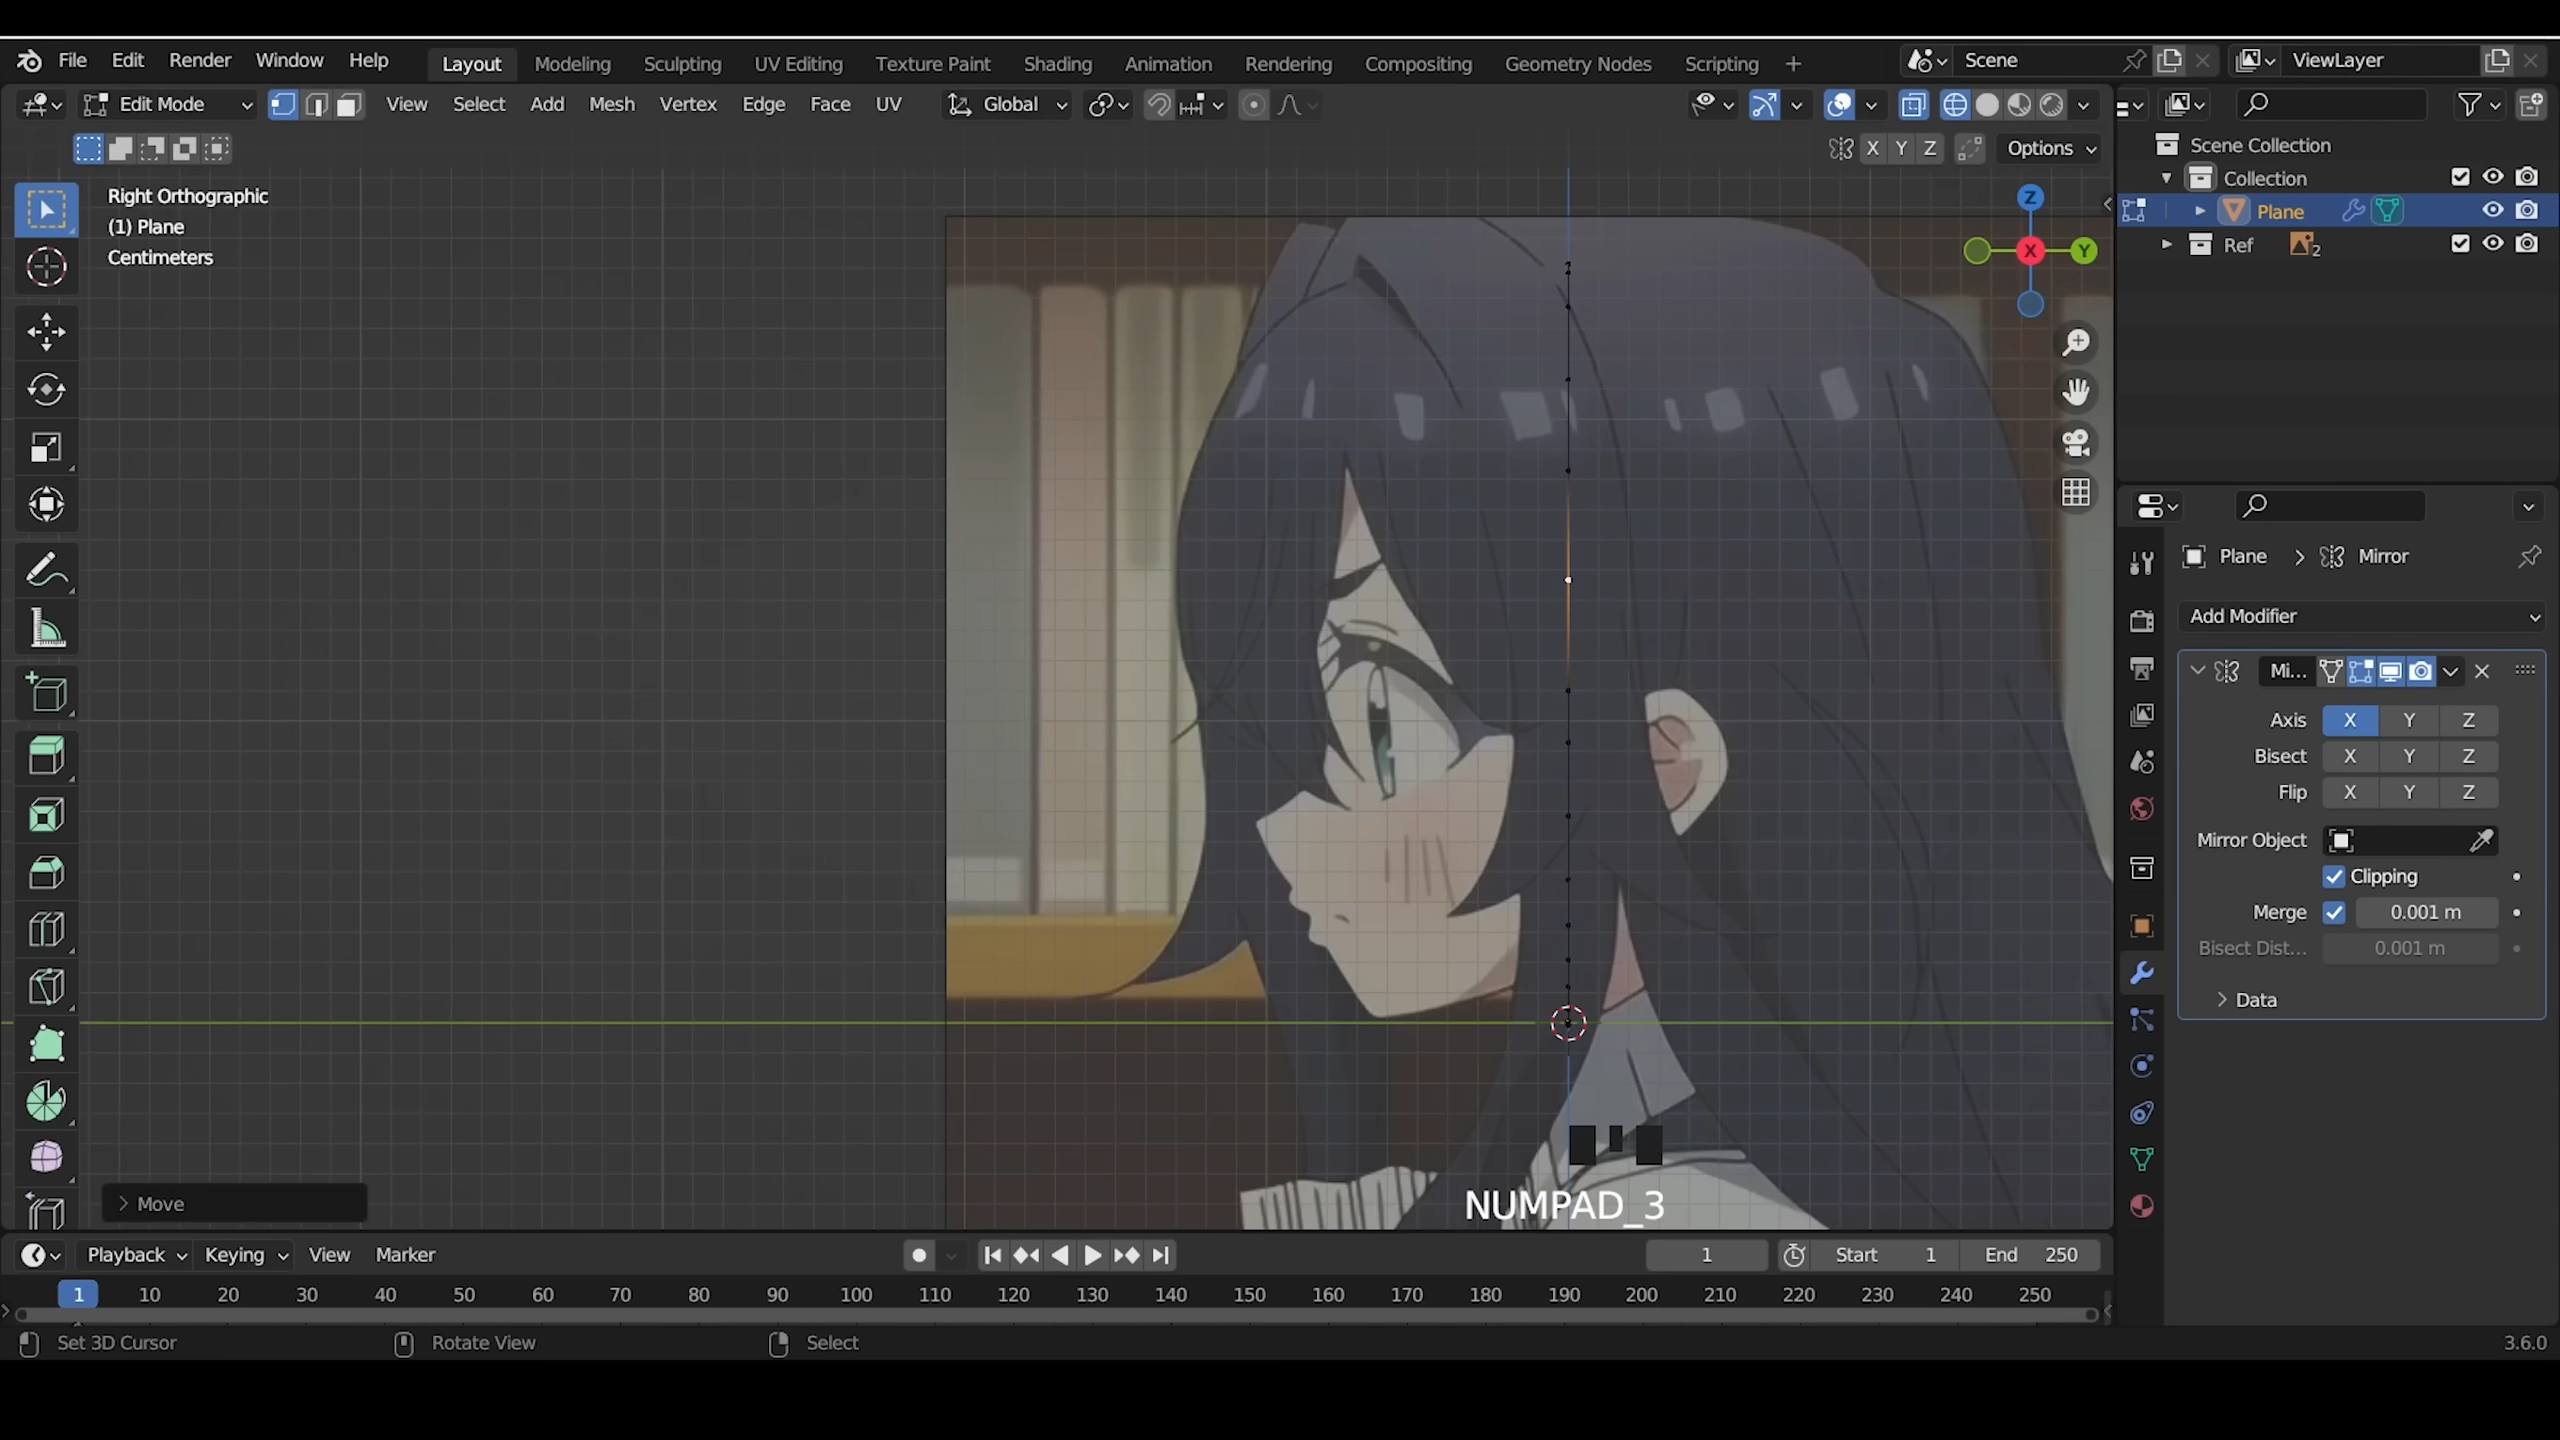 File Edit Render Window Help Layout Modeling Sculpting UV Editing Texture Paint Shading Animation Rendering Compositing Geometry Nodes Scripting + Scene ViewLayer
Edit Mode View Select Add Mesh Vertex Edge Face UV Global
X Y Z Options
Right Orthographic
(1) Plane
Centimeters
Z
X
Y
Scene Collection
Collection
Plane
Ref 2
Plane > Mirror
Add Modifier
Mi...
Axis X Y Z
Bisect X Y Z
Flip X Y Z
Mirror Object
Clipping
Merge 0.001 m
Bisect Dist... 0.001 m
Data
Move
NUMPAD_3
Playback Keying View Marker 1 Start 1 End 250
1 10 20 30 40 50 60 70 80 90 100 110 120 130 140 150 160 170 180 190 200 210 220 230 240 250
Set 3D Cursor Rotate View Select 3.6.0